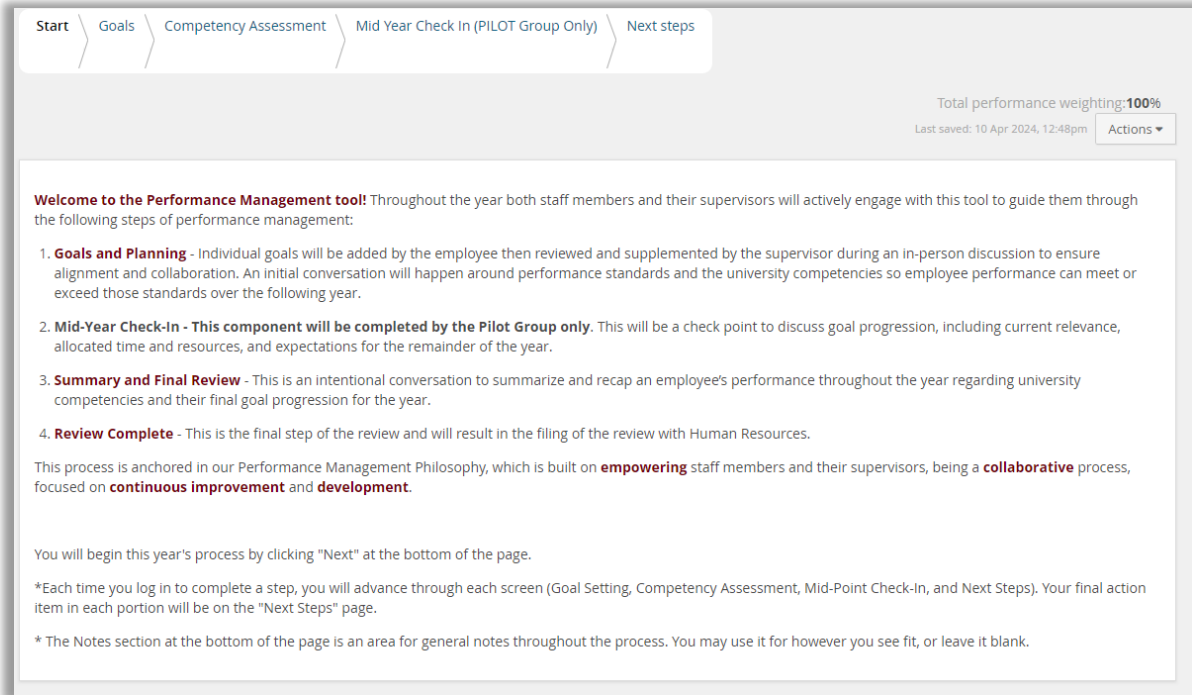 Start
Goals
Competency Assessment
Mid Year Check In (PILOT Group Only)
Next steps
Total performance weighting:100%
Last saved: 10 Apr 2024, 12:48pm
Actions
Welcome to the Performance Management tool! Throughout the year both staff members and their supervisors will actively engage with this tool to guide them through
the following steps of performance management:
1. Goals and Planning - Individual goals will be added by the employee then reviewed and supplemented by the supervisor during an in-person discussion to ensure
alignment and collaboration. An initial conversation will happen around performance standards and the university competencies so employee performance can meet or
exceed those standards over the following year.
2. Mid-Year Check-In - This component will be completed by the Pilot Group only. This will be a check point to discuss goal progression, including current relevance,
allocated time and resources, and expectations for the remainder of the year.
3. Summary and Final Review - This is an intentional conversation to summarize and recap an employee's performance throughout the year regarding university
competencies and their final goal progression for the year.
4. Review Complete - This is the final step of the review and will result in the filing of the review with Human Resources.
This process is anchored in our Performance Management Philosophy, which is built on empowering staff members and their supervisors, being a collaborative process,
focused on continuous improvement and development.
You will begin this year's process by clicking "Next" at the bottom of the page.
*Each time you log in to complete a step, you will advance through each screen (Goal Setting, Competency Assessment, Mid-Point Check-In, and Next Steps). Your final action
item in each portion will be on the "Next Steps" page.
* The Notes section at the bottom of the page is an area for general notes throughout the process. You may use it for however you see fit, or leave it blank.